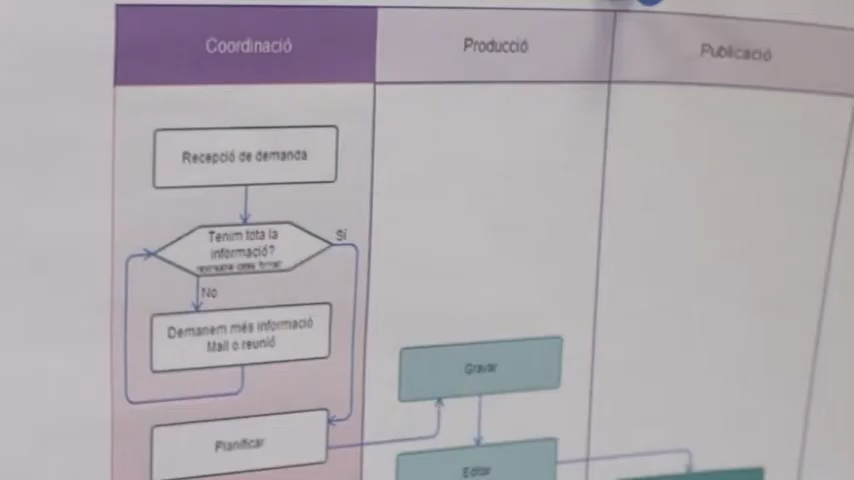 Coordinació
Producció
Publicació
Recepció de demanda
Tenim tota la
informació?
Sí
No
Demanem més informació
Mail o reunió
Gravar
Planificar
Editar